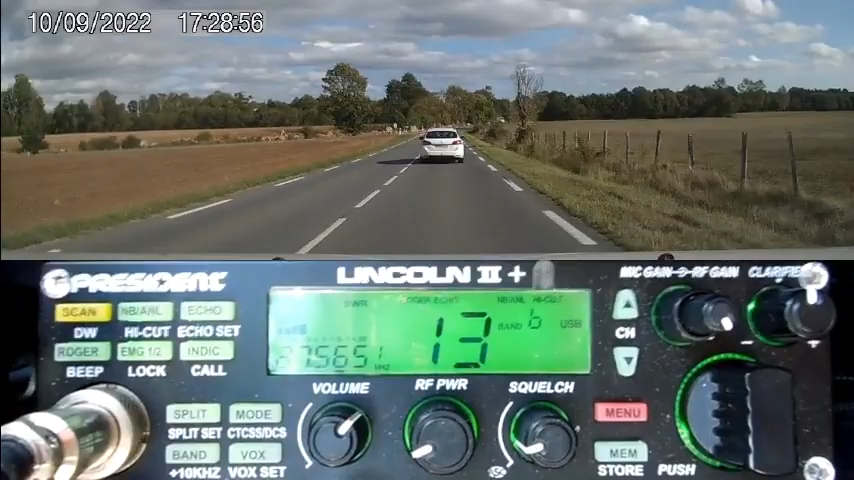 10/09/2022 17:28:56
PRESIDENT LINCOLN II + MIC GAIN RF GAIN CLARIFIER
SCAN NB/ANL ECHO
DW HI-CUT ECHO SET
ROGER EMG 1/2 INDIC
BEEP LOCK CALL
SWR ROGER ECHO NB/ANL HI-CUT
13 BAND 6 USB
MHz
CH
VOLUME RF PWR SQUELCH
SPLIT MODE
SPLIT SET CTCSS/DCS
BAND VOX
+10KHZ VOX SET
MENU
MEM
STORE PUSH